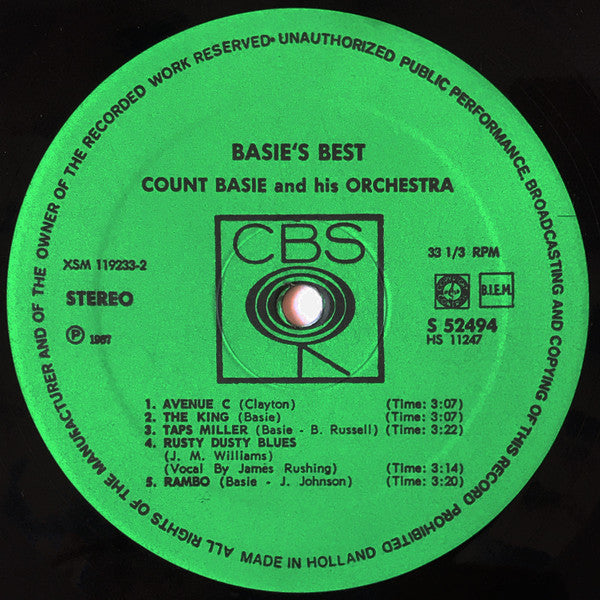 ALL RIGHTS OF THE MANUFACTURER AND OF THE OWNER OF THE RECORDED WORK RESERVED • UNAUTHORIZED PUBLIC PERFORMANCE, BROADCASTING AND COPYING OF THIS RECORD PROHIBITED
BASIE'S BEST
COUNT BASIE and his ORCHESTRA
CBS
XSM 119233-2
33 1/3 RPM
STEREO
B.I.E.M.
S 52494
HS 11247
℗ 1967
1. AVENUE C (Clayton) (Time: 3:07)
2. THE KING (Basie) (Time: 3:07)
3. TAPS MILLER (Basie - B. Russell) (Time: 3:22)
4. RUSTY DUSTY BLUES
(J. M. Williams)
(Vocal By James Rushing) (Time: 3:14)
5. RAMBO (Basie - J. Johnson) (Time: 3:20)
MADE IN HOLLAND